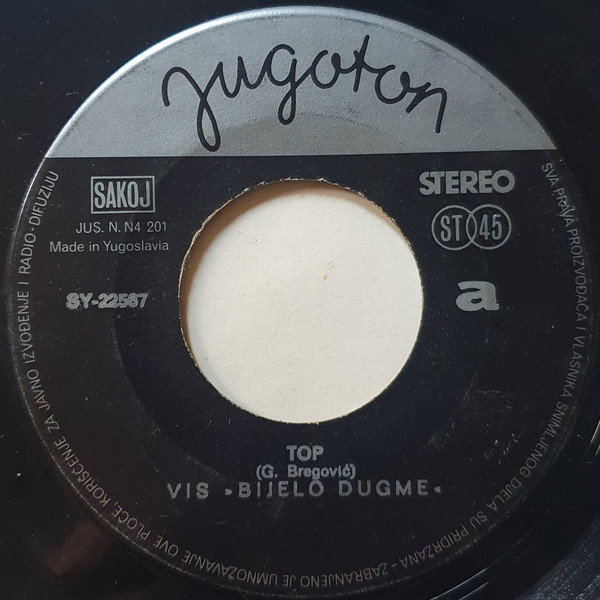 jugoton
SAKOJ
JUS. N. N4 201
Made in Yugoslavia
STEREO
ST 45
SY-22567
a
TOP
(G. Bregović)
VIS »BIJELO DUGME«
SVA PRAVA PROIZVOĐAČA I VLASNIKA SNIMLJENOG DJELA SU PRIDRŽANA - ZABRANJENO JE UMNOŽAVANJE OVE PLOČE, KORIŠĆENJE ZA JAVNO IZVOĐENJE I RADIO-DIFUZIJU